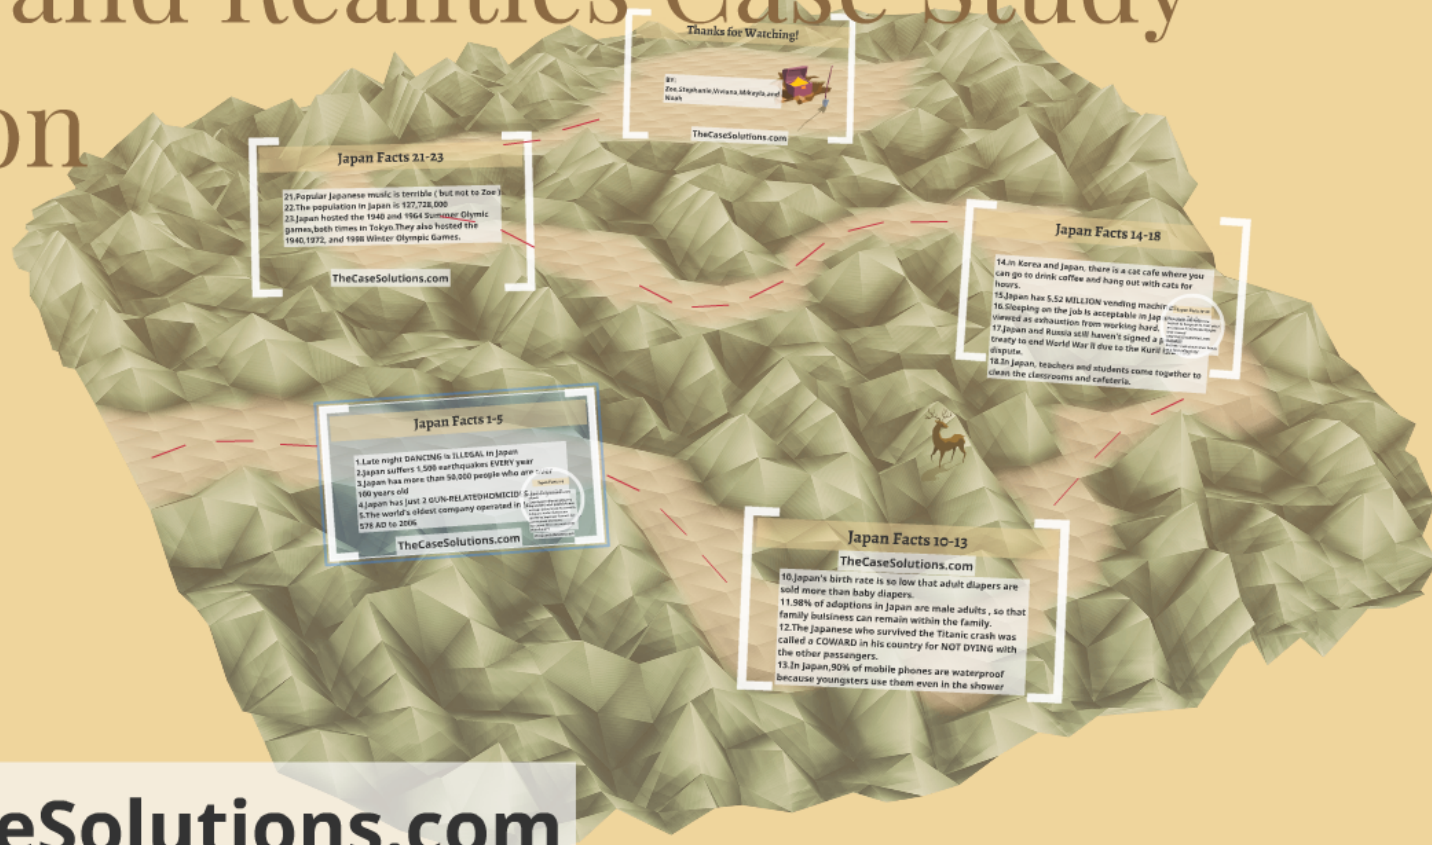 and Realities Case Study
on
Thanks for Watching!
BY:
Zoe,Stephanie,Viviana,Mikayla,and
Noah
TheCaseSolutions.com
Japan Facts 21-23
21.Popular Japanese music is terrible ( but not to Zoe ).
22.The population in Japan is 127,728,000
23.Japan hosted the 1940 and 1964 Summer Olymic
games,both times in Tokyo.They also hosted the
1940,1972, and 1998 Winter Olympic Games.
TheCaseSolutions.com
Japan Facts 14-18
14.In Korea and Japan, there is a cat cafe where you
can go to drink coffee and hang out with cats for
hours.
15.Japan has 5.52 MILLION vending machin
16.Sleeping on the job is acceptable in Jap
viewed as exhaustion from working hard.
17.Japan and Russia still haven't signed a
treaty to end World War II due to the Kuril
dispute.
18.In Japan, teachers and students come together to
clean the classrooms and cafeteria.
Japan Facts 1-5
1.Late night DANCING is ILLEGAL in Japan
2.Japan suffers 1,500 earthquakes EVERY year
3.Japan has more than 50,000 people who are over
100 years old
4.Japan has just 2 GUN-RELATEDHOMICID
5.The world's oldest company operated in
578 AD to 2006
TheCaseSolutions.com
Japan Facts 10-13
TheCaseSolutions.com
10.Japan's birth rate is so low that adult diapers are
sold more than baby diapers.
11.98% of adoptions in Japan are male adults , so that
family buisiness can remain within the family.
12.The Japanese who survived the Titanic crash was
called a COWARD in his country for NOT DYING with
the other passengers.
13.In Japan,90% of mobile phones are waterproof
because youngsters use them even in the shower
eSolutions.com